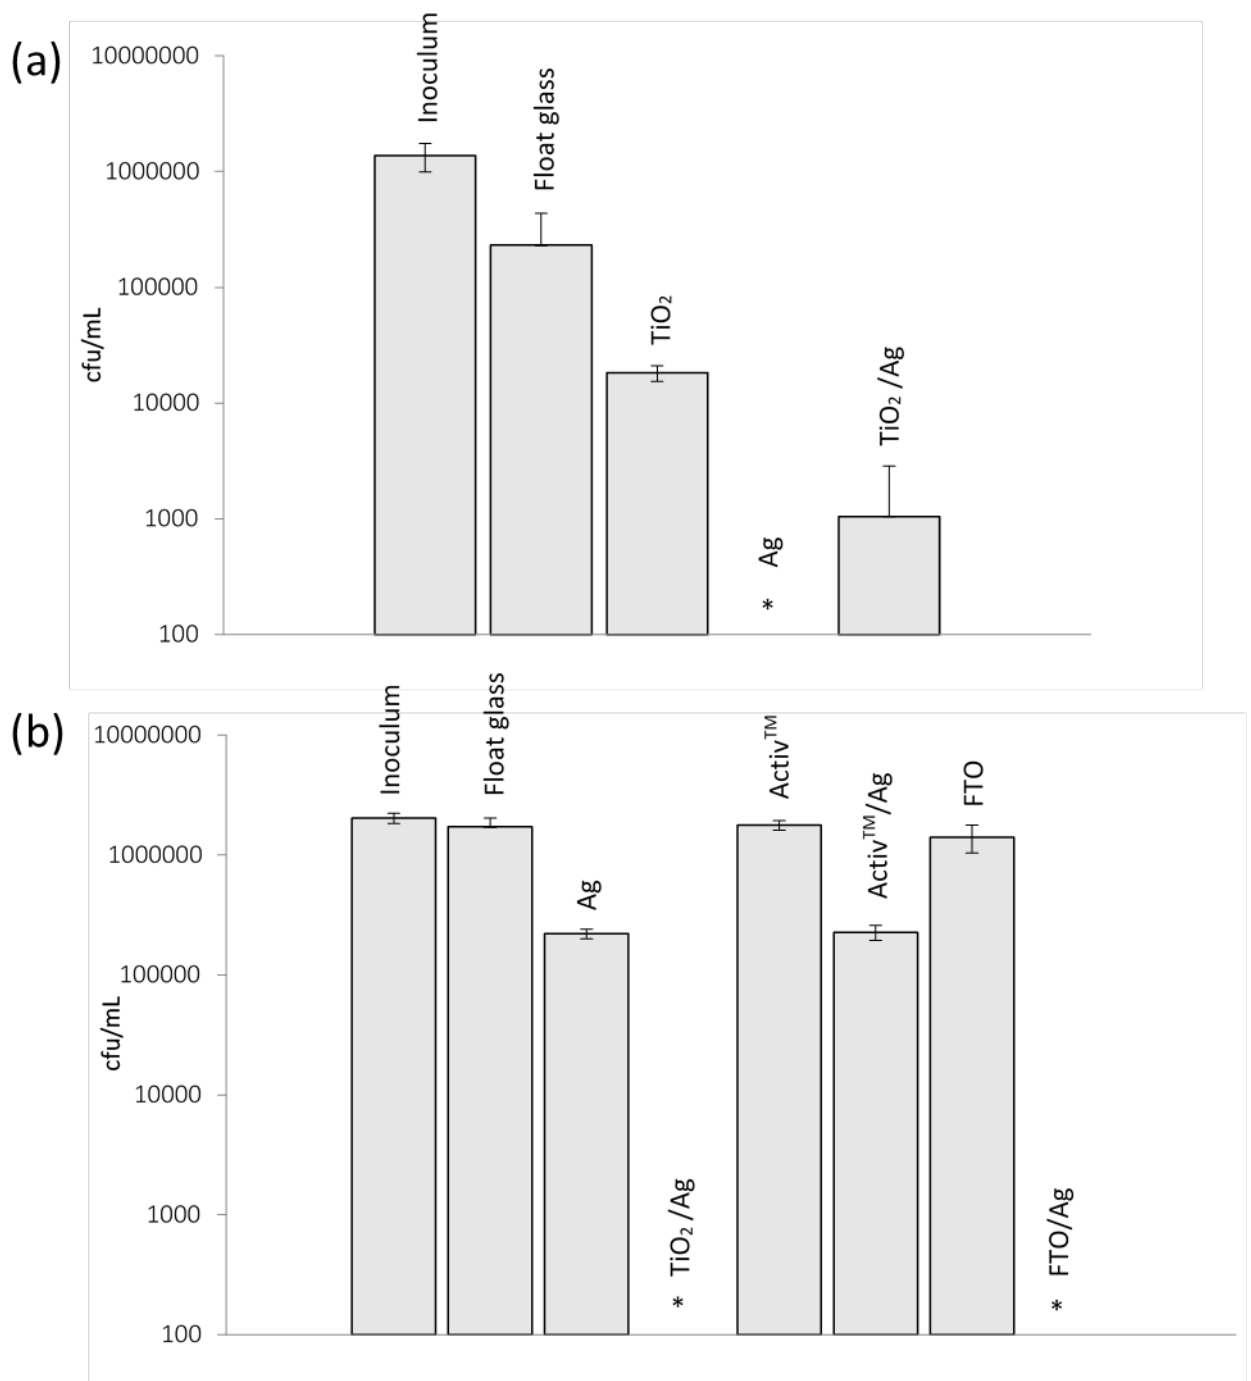 (a)
10000000
1000000
100000
10000
1000
100
cfu/mL
Inoculum
Float glass
TiO₂
Ag
*
TiO₂ /Ag
(b)
10000000
1000000
100000
10000
1000
100
cfu/mL
Inoculum
Float glass
Ag
* TiO₂ /Ag
Activ™
Activ™/Ag
FTO
* FTO/Ag